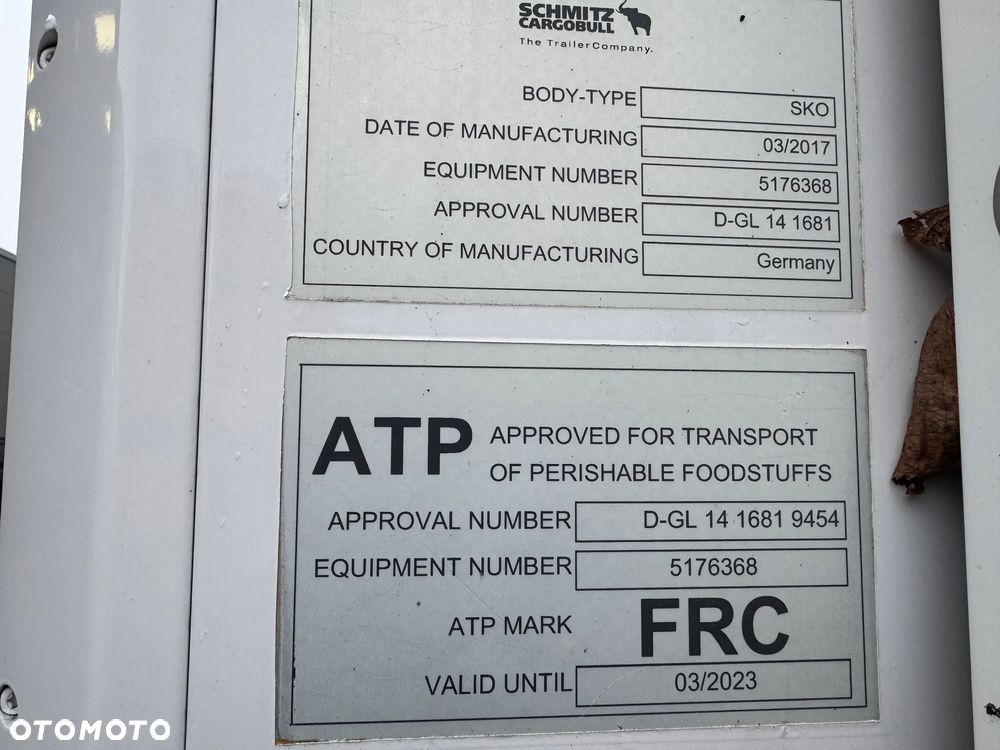 SCHMITZ
CARGOBULL
The TrailerCompany.
BODY-TYPE SKO
DATE OF MANUFACTURING 03/2017
EQUIPMENT NUMBER 5176368
APPROVAL NUMBER D-GL 14 1681
COUNTRY OF MANUFACTURING Germany
ATP APPROVED FOR TRANSPORT
OF PERISHABLE FOODSTUFFS
APPROVAL NUMBER D-GL 14 1681 9454
EQUIPMENT NUMBER 5176368
ATP MARK FRC
VALID UNTIL 03/2023
OTOMOTO